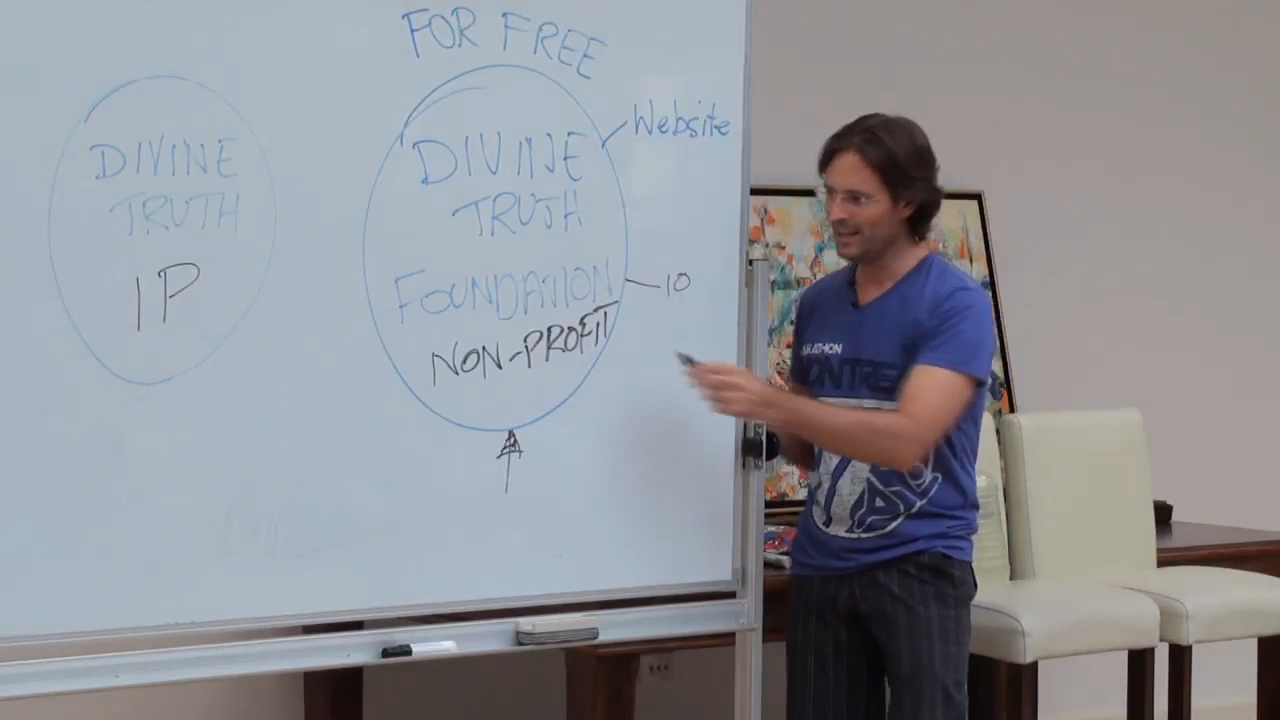 DIVINE
TRUTH
IP
FOR FREE
DIVINE
TRUTH
FOUNDATION
NON-PROFIT
Website
10